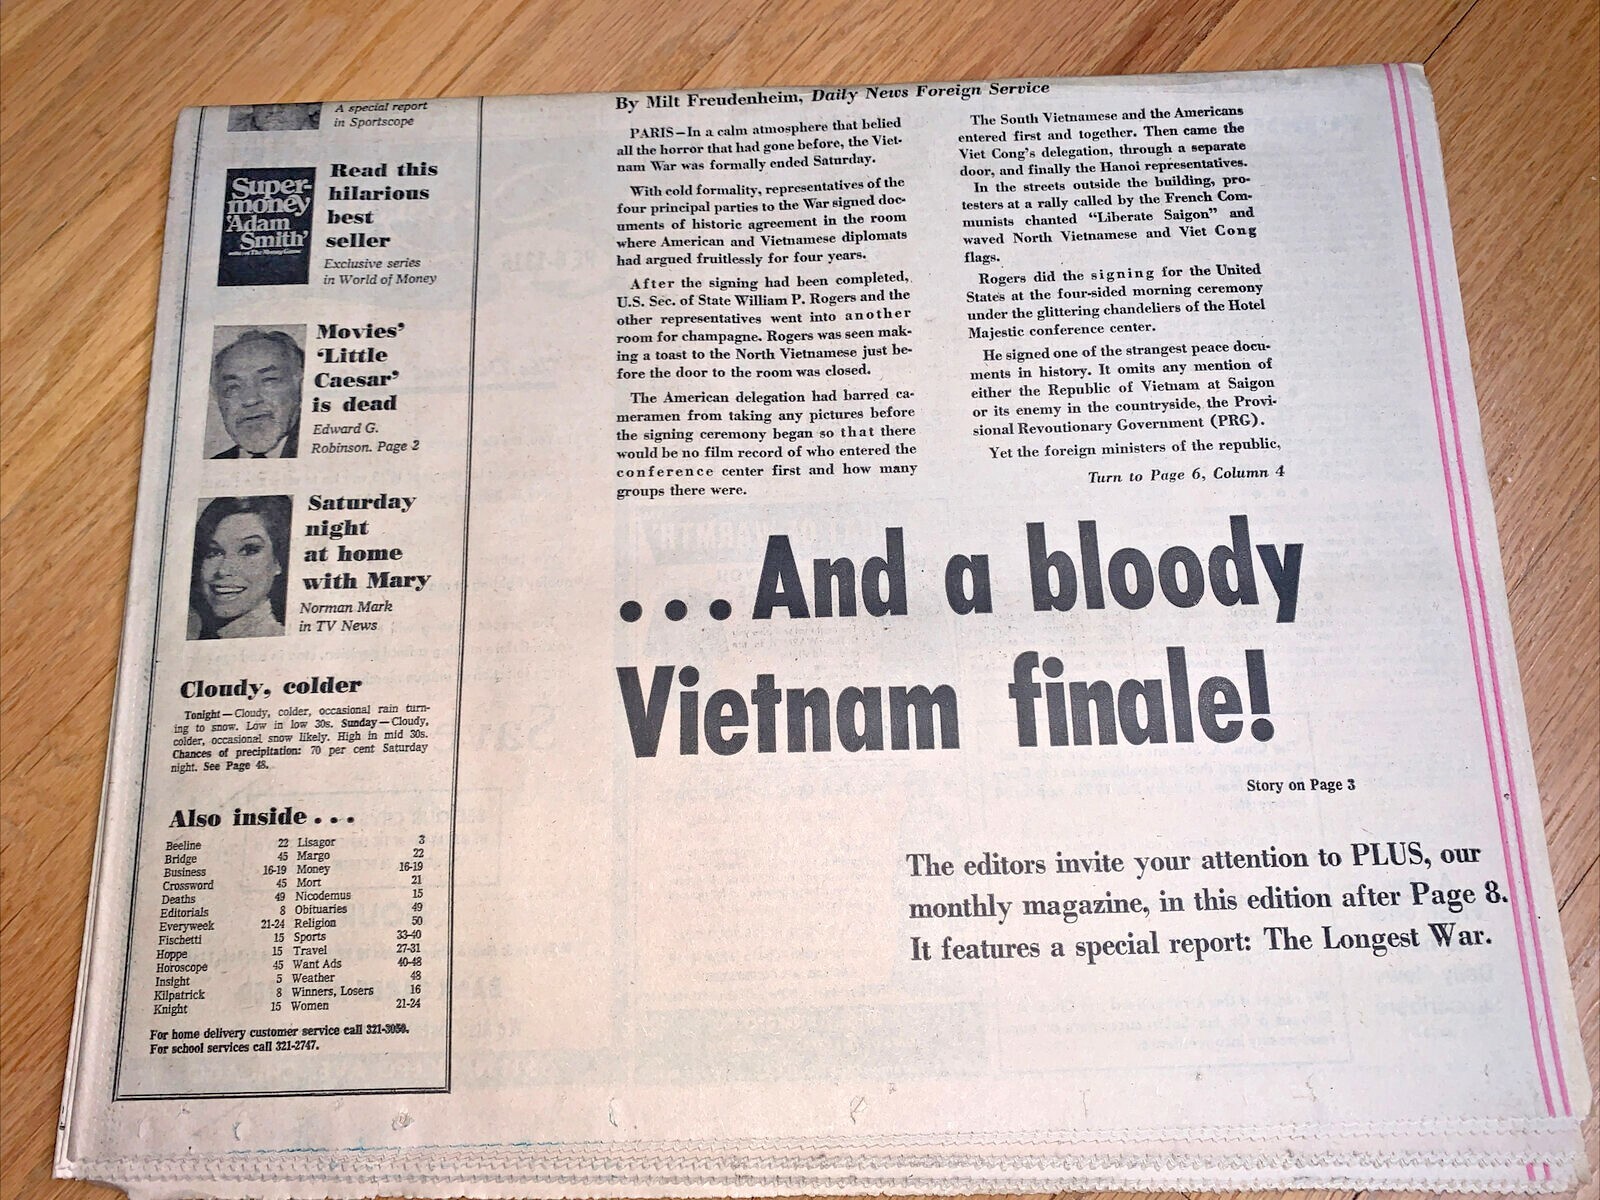 A special report
in Sportscope
Super-
money
'Adam
Smith'
Read this
hilarious
best
seller
Exclusive series
in World of Money
Movies'
'Little
Caesar'
is dead
Edward G.
Robinson. Page 2
Saturday
night
at home
with Mary
Norman Mark
in TV News
Cloudy, colder
Tonight—Cloudy, colder, occasional rain turn-
ing to snow. Low in low 30s. Sunday—Cloudy,
colder, occasional snow likely. High in mid 30s.
Chances of precipitation: 70 per cent Saturday
night. See Page 48.
Also inside...
Beeline 22 Lisagor 3
Bridge 45 Margo 22
Business 16-19 Money 16-19
Crossword 45 Mort 21
Deaths 49 Nicodemus 15
Editorials 8 Obituaries 49
Everyweek 21-24 Religion 50
Fischetti 15 Sports 33-40
Hoppe 15 Travel 27-31
Horoscope 45 Want Ads 40-48
Insight 5 Weather 48
Kilpatrick 8 Winners, Losers 16
Knight 15 Women 21-24
For home delivery customer service call 321-3050.
For school services call 321-2747.
By Milt Freudenheim, Daily News Foreign Service
PARIS—In a calm atmosphere that belied
all the horror that had gone before, the Viet-
nam War was formally ended Saturday.
With cold formality, representatives of the
four principal parties to the War signed doc-
uments of historic agreement in the room
where American and Vietnamese diplomats
had argued fruitlessly for four years.
After the signing had been completed,
U.S. Sec. of State William P. Rogers and the
other representatives went into another
room for champagne. Rogers was seen mak-
ing a toast to the North Vietnamese just be-
fore the door to the room was closed.
The American delegation had barred ca-
meramen from taking any pictures before
the signing ceremony began so that there
would be no film record of who entered the
conference center first and how many
groups there were.
The South Vietnamese and the Americans
entered first and together. Then came the
Viet Cong's delegation, through a separate
door, and finally the Hanoi representatives.
In the streets outside the building, pro-
testers at a rally called by the French Com-
munists chanted "Liberate Saigon" and
waved North Vietnamese and Viet Cong
flags.
Rogers did the signing for the United
States at the four-sided morning ceremony
under the glittering chandeliers of the Hotel
Majestic conference center.
He signed one of the strangest peace docu-
ments in history. It omits any mention of
either the Republic of Vietnam at Saigon
or its enemy in the countryside, the Provi-
sional Revoutionary Government (PRG).
Yet the foreign ministers of the republic,
Turn to Page 6, Column 4
...And a bloody
Vietnam finale!
Story on Page 3
The editors invite your attention to PLUS, our
monthly magazine, in this edition after Page 8.
It features a special report: The Longest War.